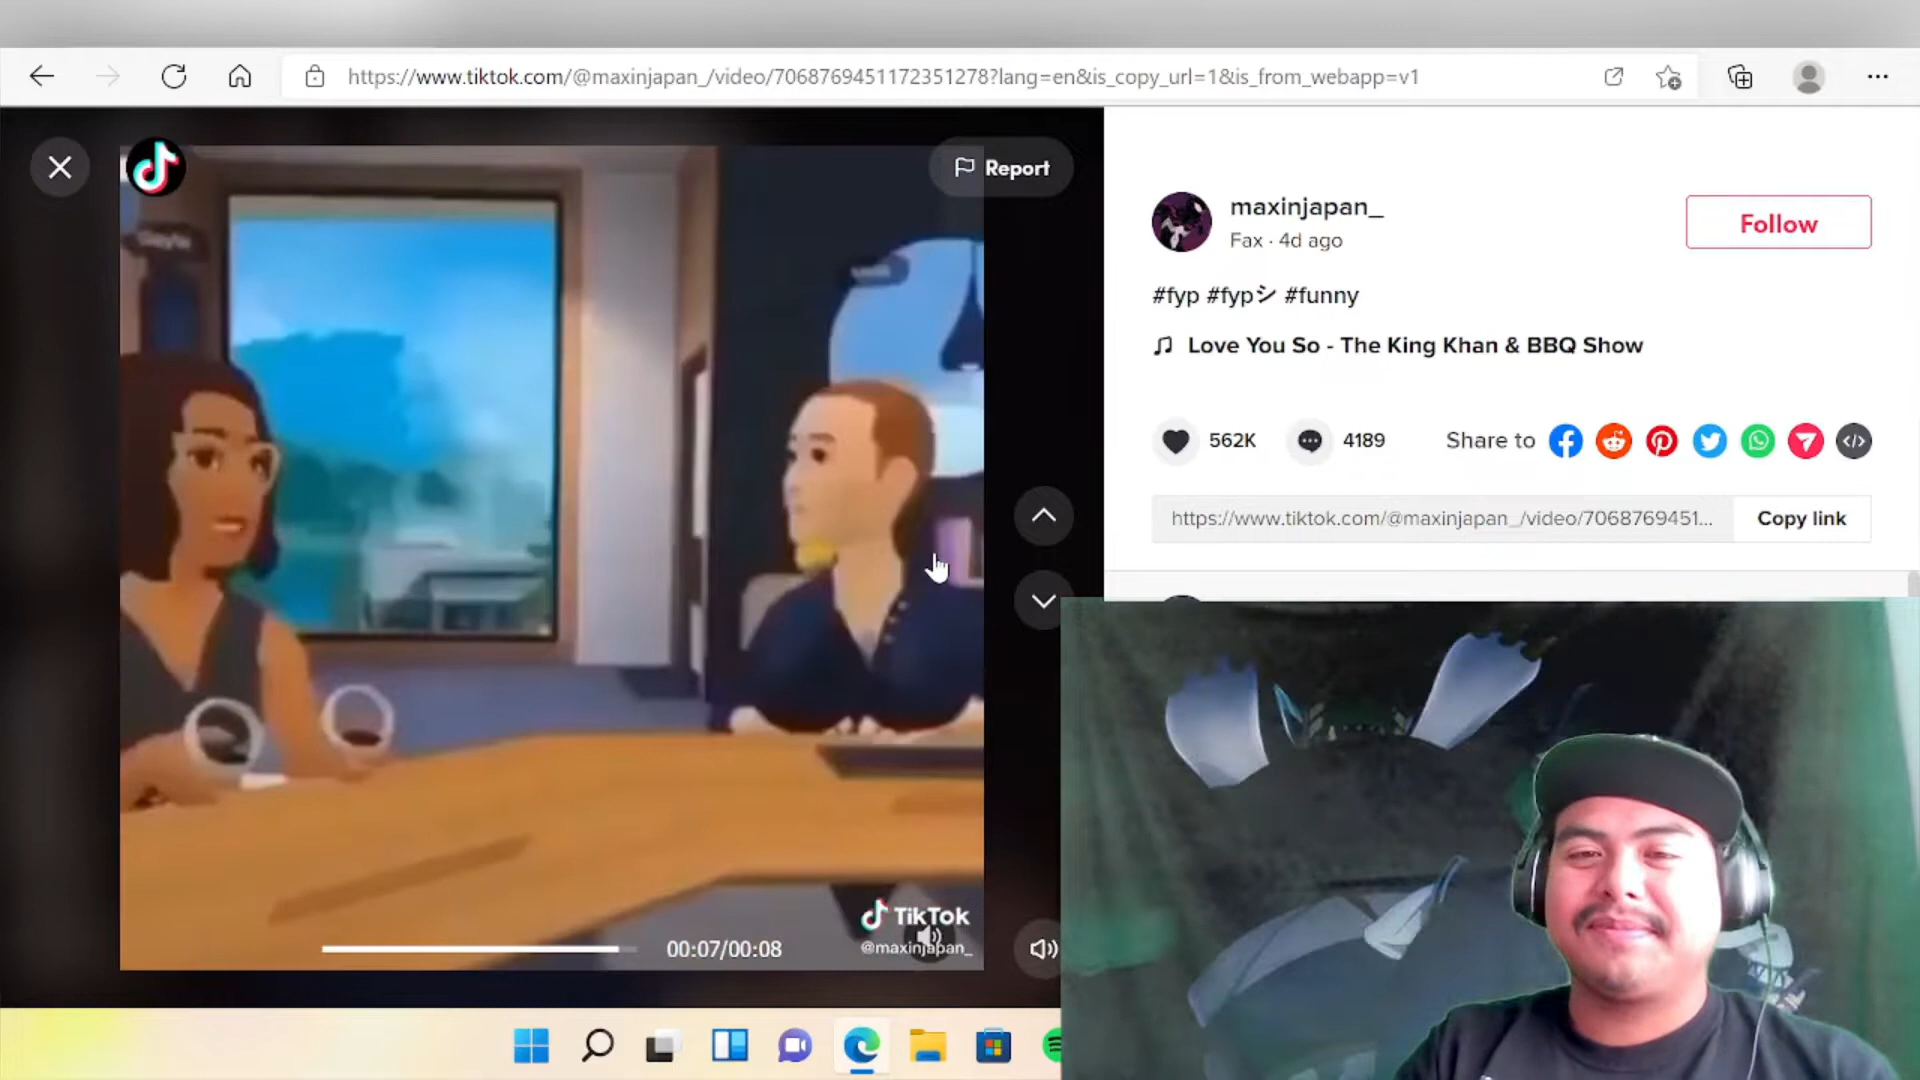 https://www.tiktok.com/@maxinjapan_/video/7068769451172351278?lang=en&is_copy_url=1&is_from_webapp=v1
Report
maxinjapan_
Fax · 4d ago
Follow
#fyp #fypシ #funny
Love You So - The King Khan & BBQ Show
562K
4189
Share to
https://www.tiktok.com/@maxinjapan_/video/7068769451...
Copy link
Gayle
TikTok
@maxinjapan_
00:07/00:08